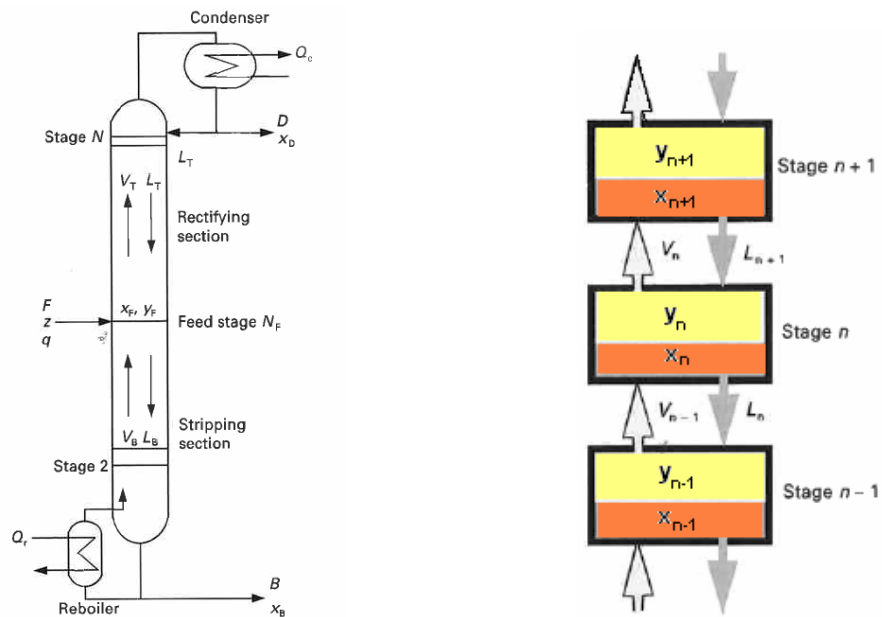 Condenser
Q_c
D
x_D
Stage N
L_T
V_T L_T
Rectifying
section
F
z
q
x_F, y_F
Feed stage N_F
Stripping
section
V_B L_B
Stage 2
Q_r
Reboiler
B
x_B
y_n+1
x_n+1
Stage n + 1
V_n
L_n + 1
y_n
x_n
Stage n
V_n − 1
L_n
y_n-1
x_n-1
Stage n − 1